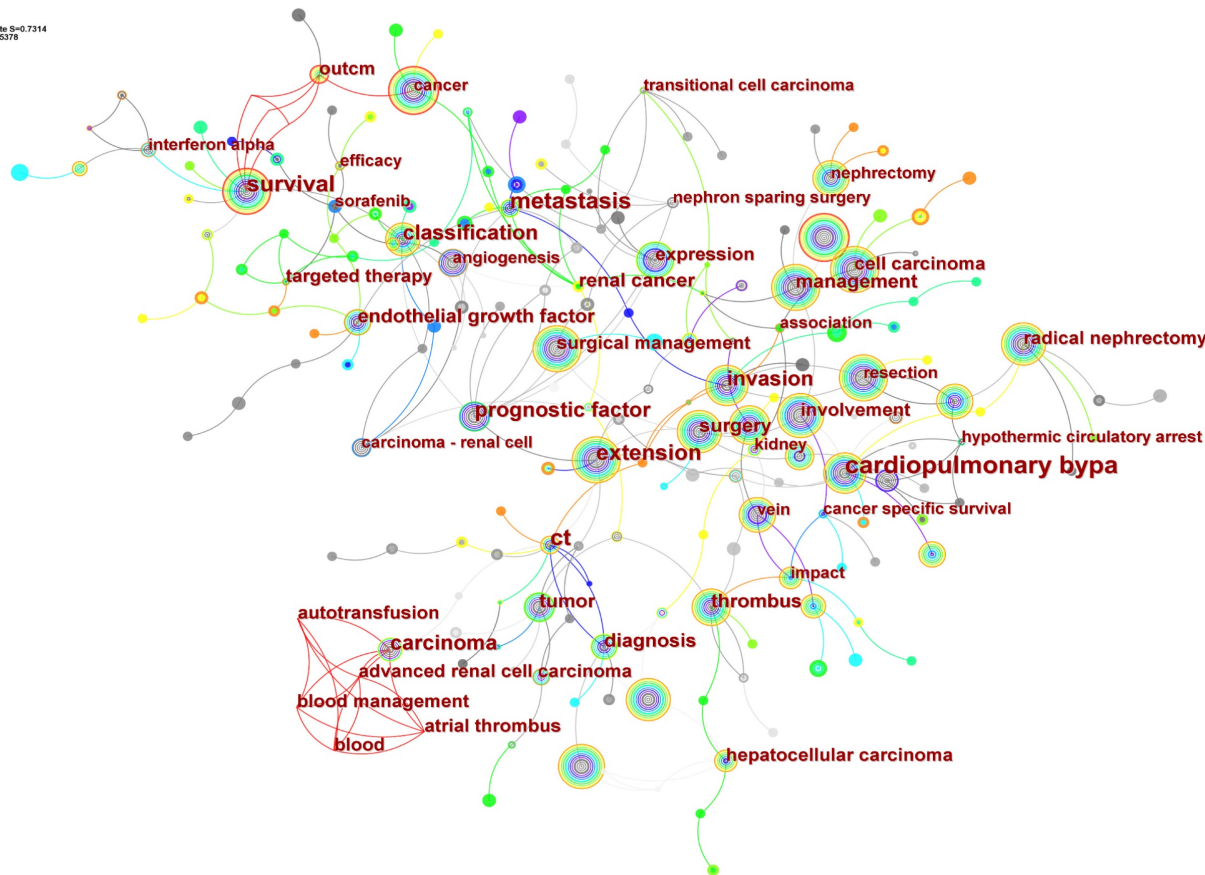 te S=0.7314
5378
outcm
cancer
transitional cell carcinoma
interferon alpha
efficacy
nephrectomy
survival
sorafenib
metastasis
nephron sparing surgery
classification
angiogenesis
expression
cell carcinoma
targeted therapy
renal cancer
management
endothelial growth factor
association
surgical management
radical nephrectomy
invasion
resection
prognostic factor
involvement
surgery
carcinoma - renal cell
kidney
hypothermic circulatory arrest
extension
cardiopulmonary bypa
vein
cancer specific survival
ct
impact
tumor
thrombus
autotransfusion
carcinoma
diagnosis
advanced renal cell carcinoma
blood management
atrial thrombus
blood
hepatocellular carcinoma